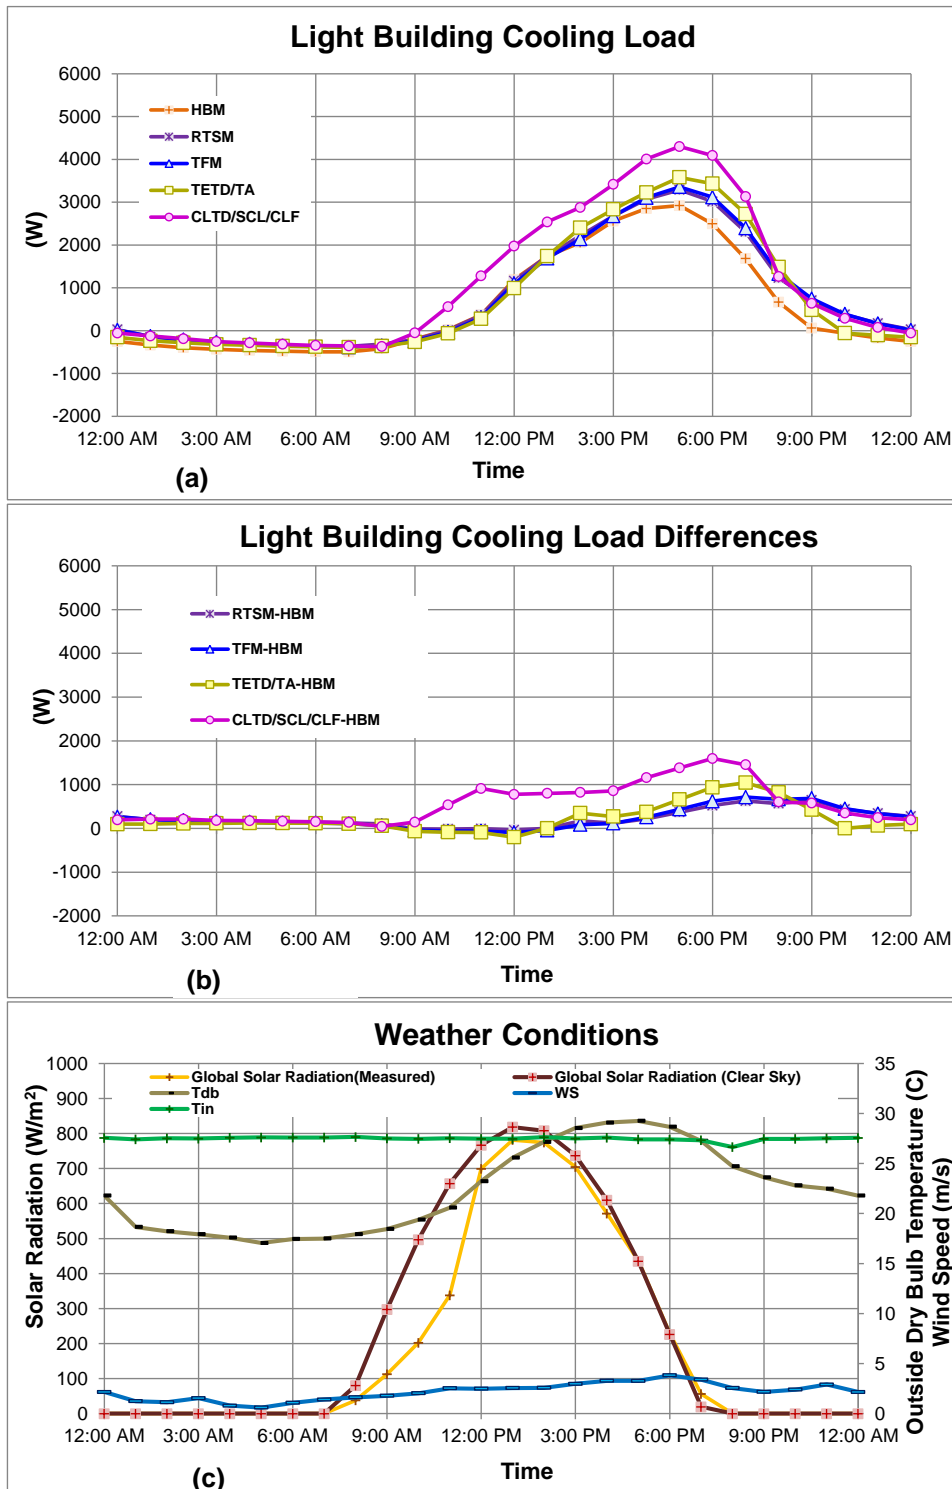 Light Building Cooling Load
6000
5000
4000
3000
2000
1000
0
-1000
-2000
(W)
HBM
RTSM
TFM
TETD/TA
CLTD/SCL/CLF
12:00 AM 3:00 AM 6:00 AM 9:00 AM 12:00 PM 3:00 PM 6:00 PM 9:00 PM 12:00 AM
(a)
Time
Light Building Cooling Load Differences
6000
5000
4000
3000
2000
1000
0
-1000
-2000
(W)
RTSM-HBM
TFM-HBM
TETD/TA-HBM
CLTD/SCL/CLF-HBM
12:00 AM 3:00 AM 6:00 AM 9:00 AM 12:00 PM 3:00 PM 6:00 PM 9:00 PM 12:00 AM
(b)
Time
Weather Conditions
1000
900
800
700
600
500
400
300
200
100
0
Solar Radiation (W/m²)
Global Solar Radiation(Measured) Global Solar Radiation (Clear Sky)
Tdb WS
Tin
35
30
25
20
15
10
5
0
Outside Dry Bulb Temperature (C)
Wind Speed (m/s)
12:00 AM 3:00 AM 6:00 AM 9:00 AM 12:00 PM 3:00 PM 6:00 PM 9:00 PM 12:00 AM
(c)
Time